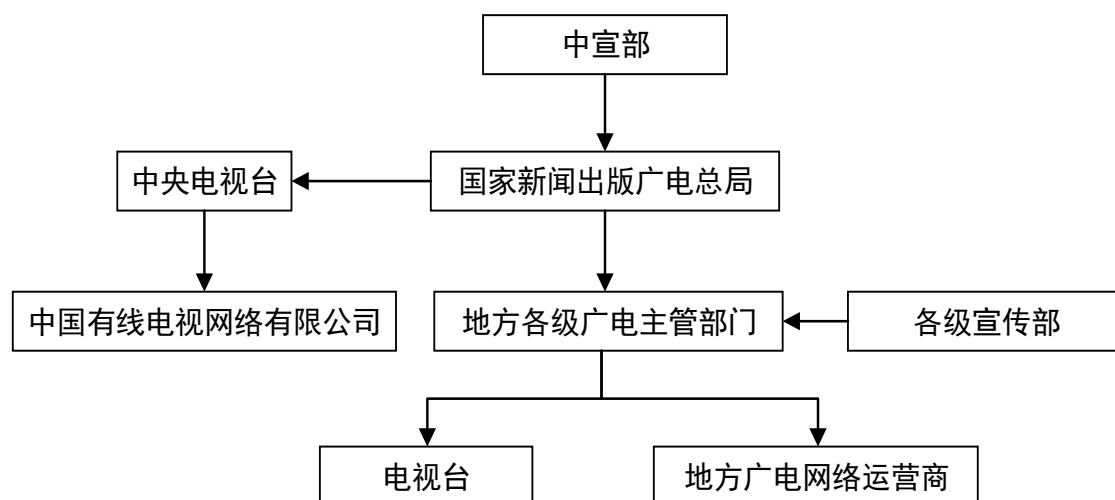 中宣部
中央电视台
国家新闻出版广电总局
中国有线电视网络有限公司
地方各级广电主管部门
各级宣传部
电视台
地方广电网络运营商